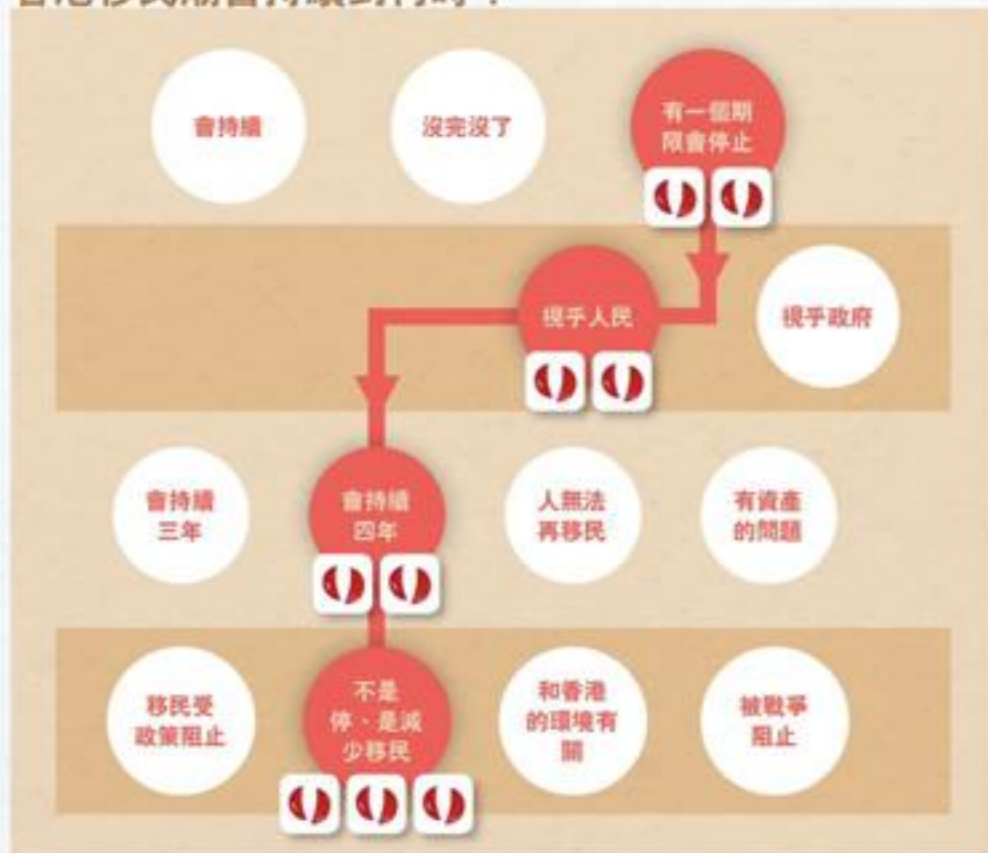 會持續
沒完沒了
有一個期
限會停止
視乎人民
視乎政府
會持續
三年
會持續
四年
人無法
再移民
有資產
的問題
移民受
政策阻止
不是
停、是減
少移民
和香港
的環境有
關
被戰爭
阻止